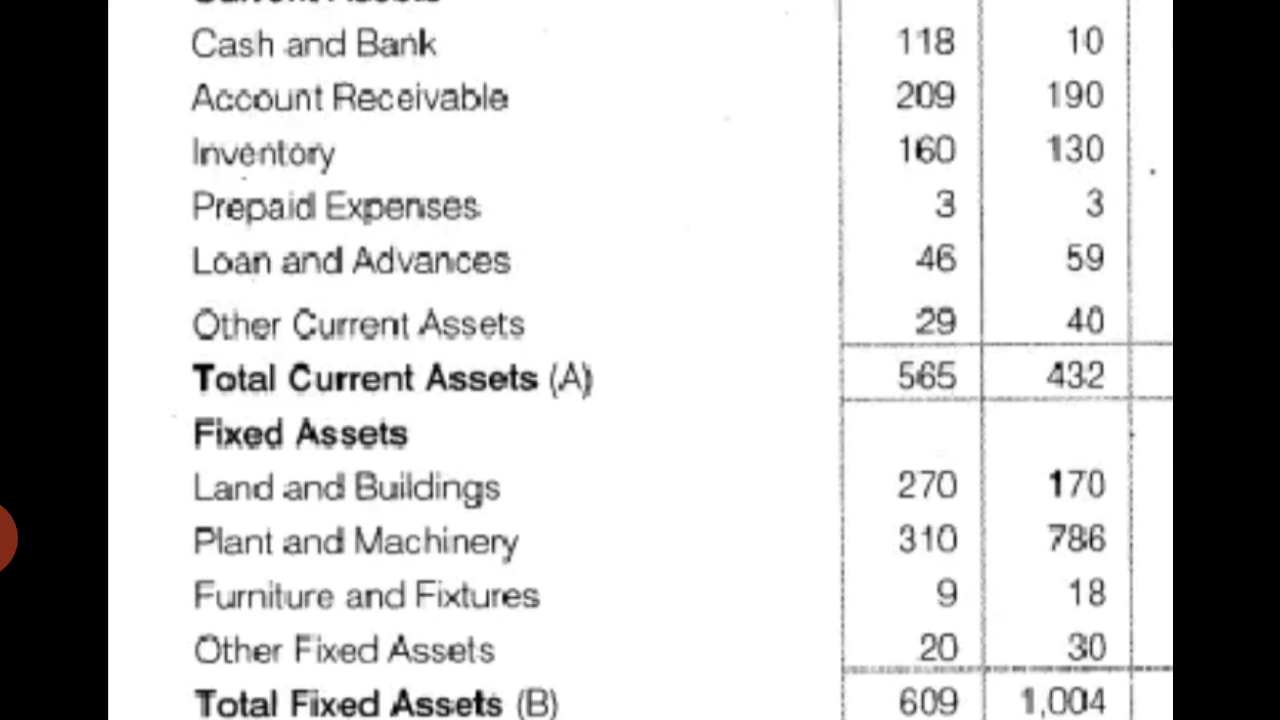 Current Assets
Cash and Bank 118 10
Account Receivable 209 190
Inventory 160 130
Prepaid Expenses 3 3
Loan and Advances 46 59
Other Current Assets 29 40
Total Current Assets (A) 565 432
Fixed Assets
Land and Buildings 270 170
Plant and Machinery 310 786
Furniture and Fixtures 9 18
Other Fixed Assets 20 30
Total Fixed Assets (B) 609 1,004